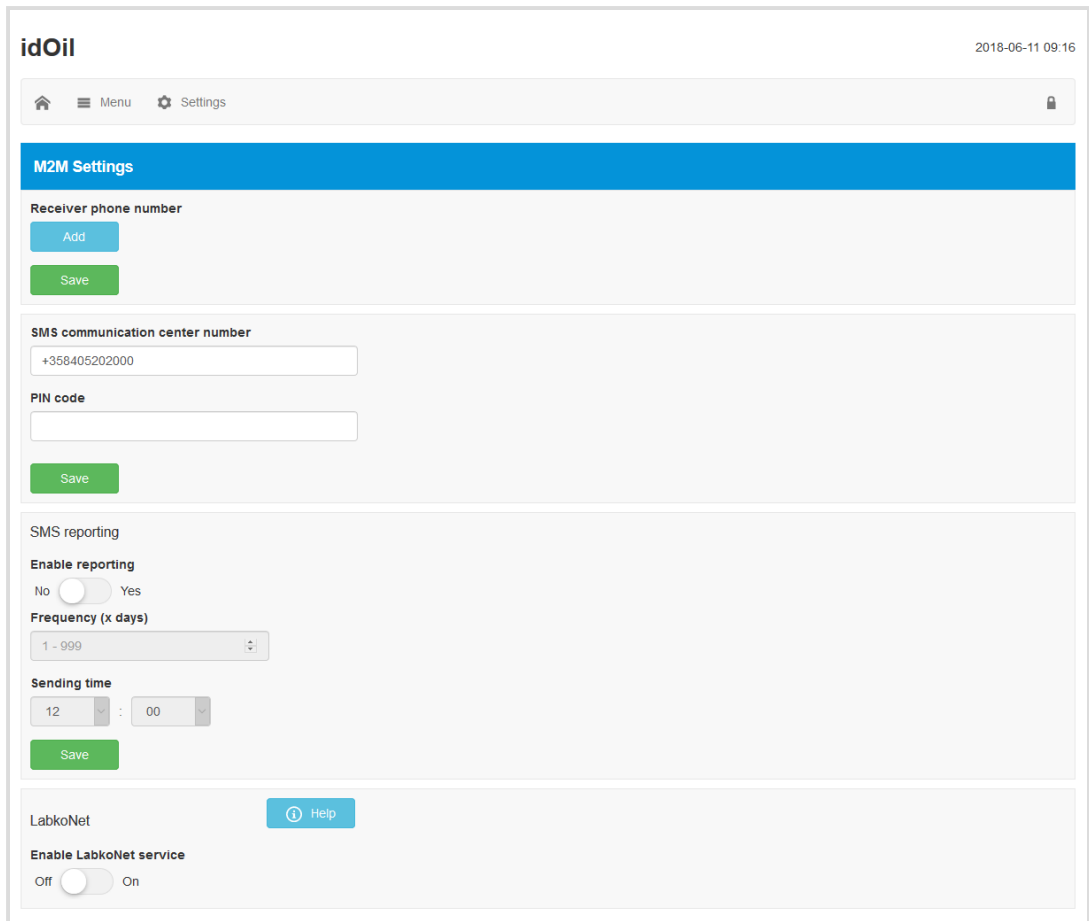 idOil 2018-06-11 09:16
Menu Settings
M2M Settings
Receiver phone number
Add
Save
SMS communication center number
+358405202000
PIN code
Save
SMS reporting
Enable reporting
No Yes
Frequency (x days)
1 - 999
Sending time
12 : 00
Save
LabkoNet Help
Enable LabkoNet service
Off On